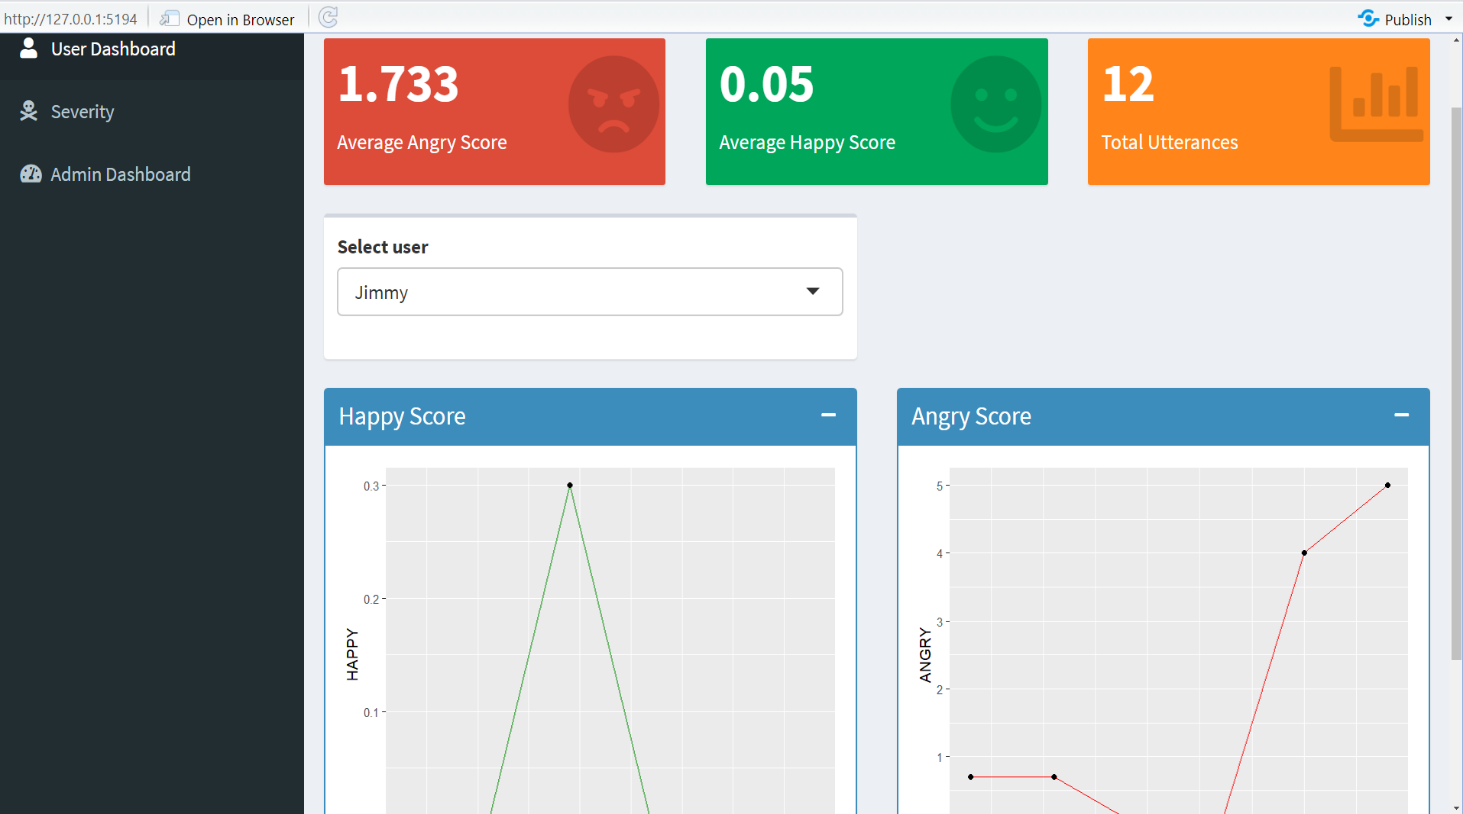 http://127.0.0.1:5194 Open in Browser Publish
User Dashboard
Severity
Admin Dashboard
1.733
Average Angry Score
0.05
Average Happy Score
12
Total Utterances
Select user
Jimmy
Happy Score
0.3
0.2
0.1
HAPPY
Angry Score
5
4
3
2
1
ANGRY